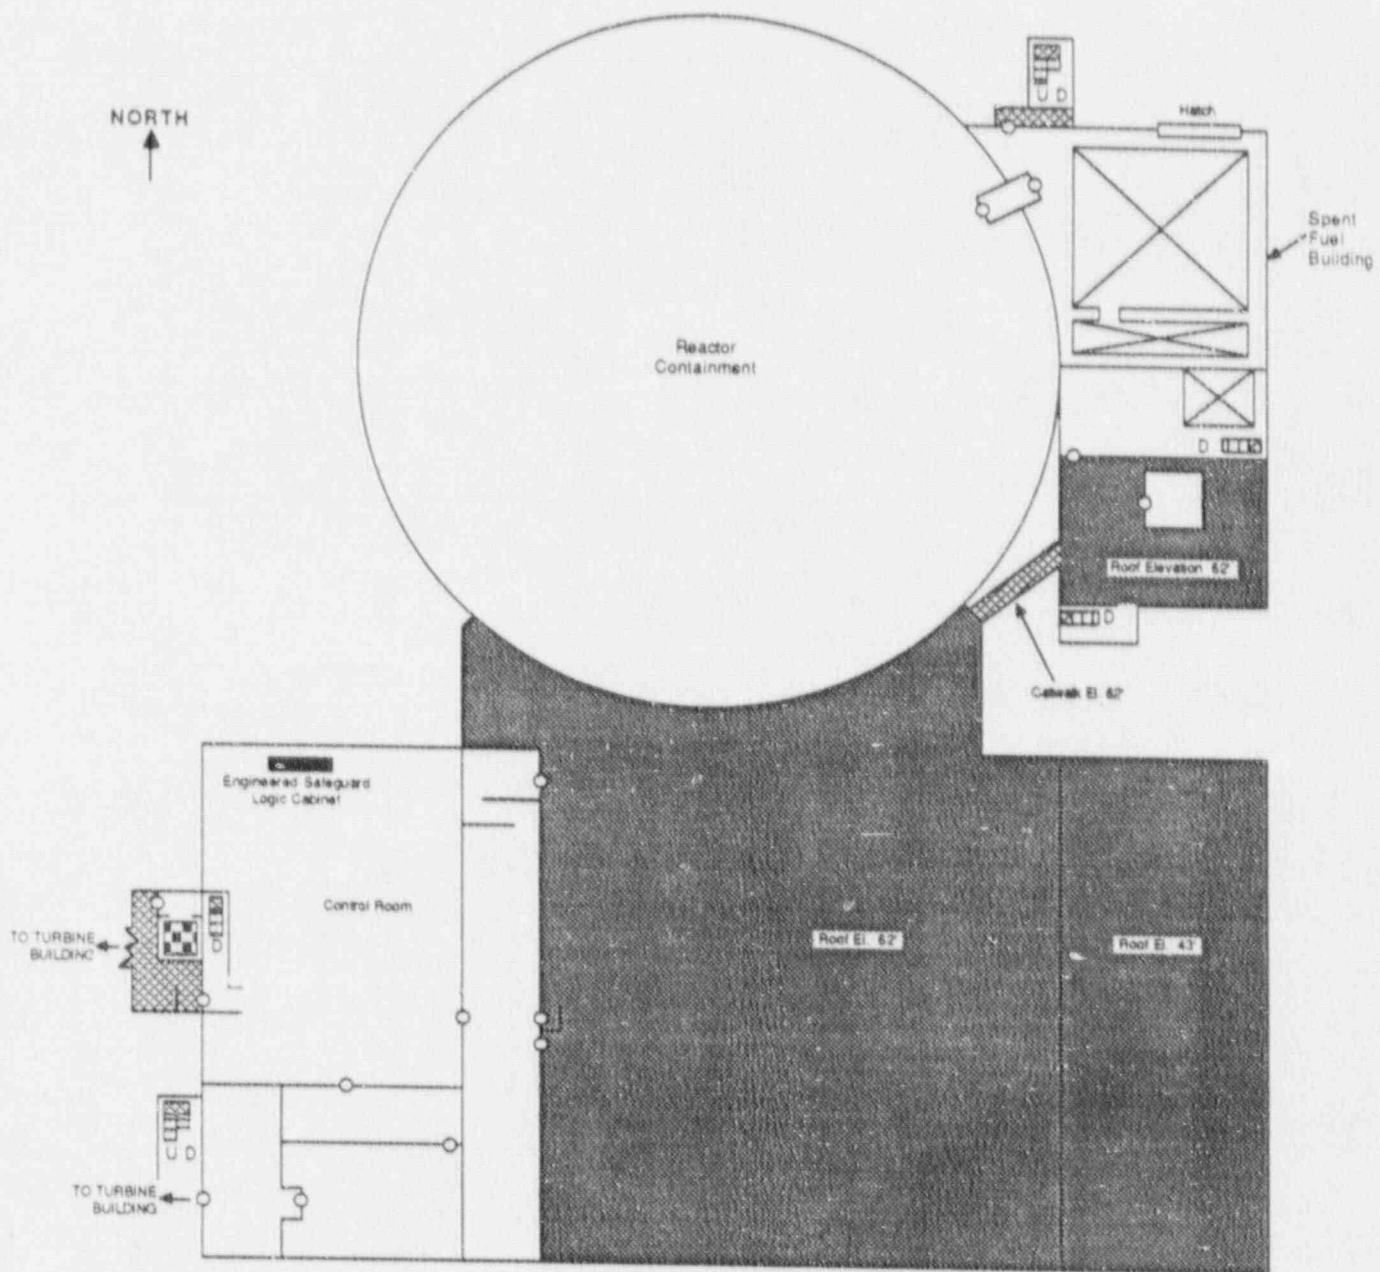 NORTH
U D
Hatch
Spent
Fuel
Building
Reactor
Containment
D
Roof Elevation 62'
D
Catwalk El. 62'
Engineered Safeguard
Logic Cabinet
Control Room
TO TURBINE
BUILDING
D
Roof El. 62'
Roof El. 43'
U D
TO TURBINE
BUILDING